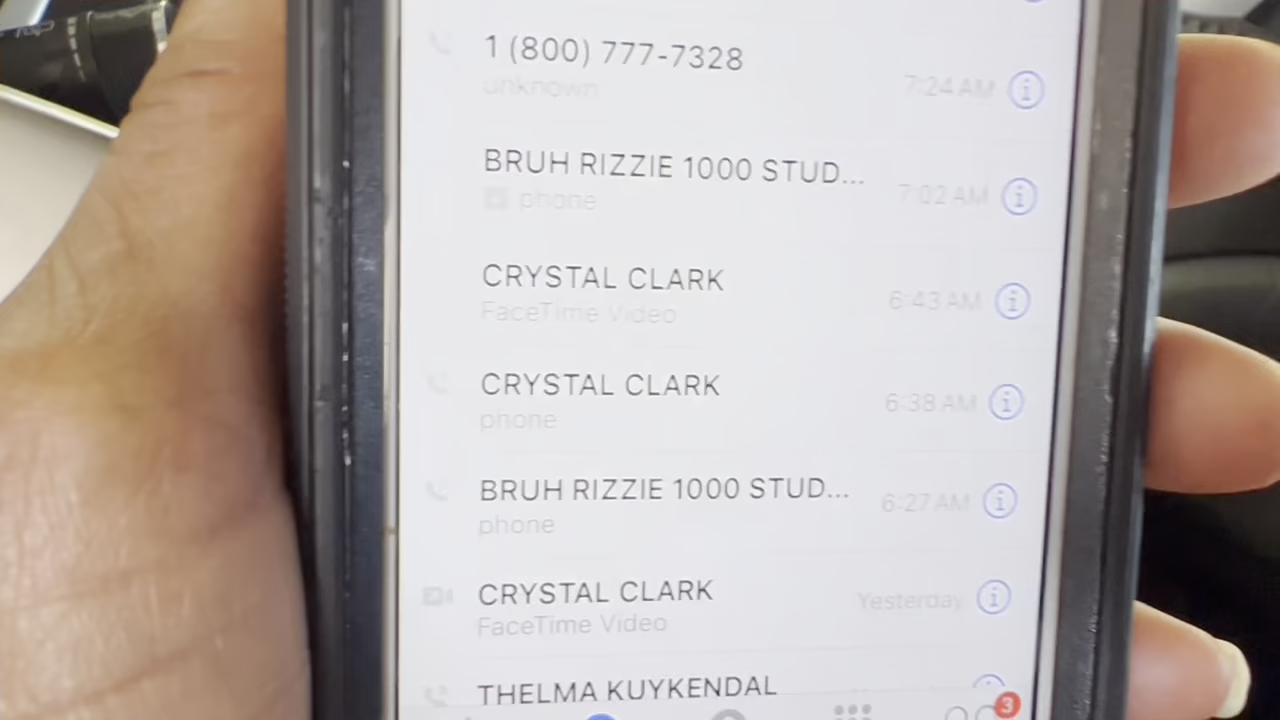 1 (800) 777-7328
unknown
7:24 AM
BRUH RIZZIE 1000 STUD...
phone
7:02 AM
CRYSTAL CLARK
FaceTime Video
6:43 AM
CRYSTAL CLARK
phone
6:38 AM
BRUH RIZZIE 1000 STUD...
phone
6:27 AM
CRYSTAL CLARK
FaceTime Video
Yesterday
THELMA KUYKENDAL
3